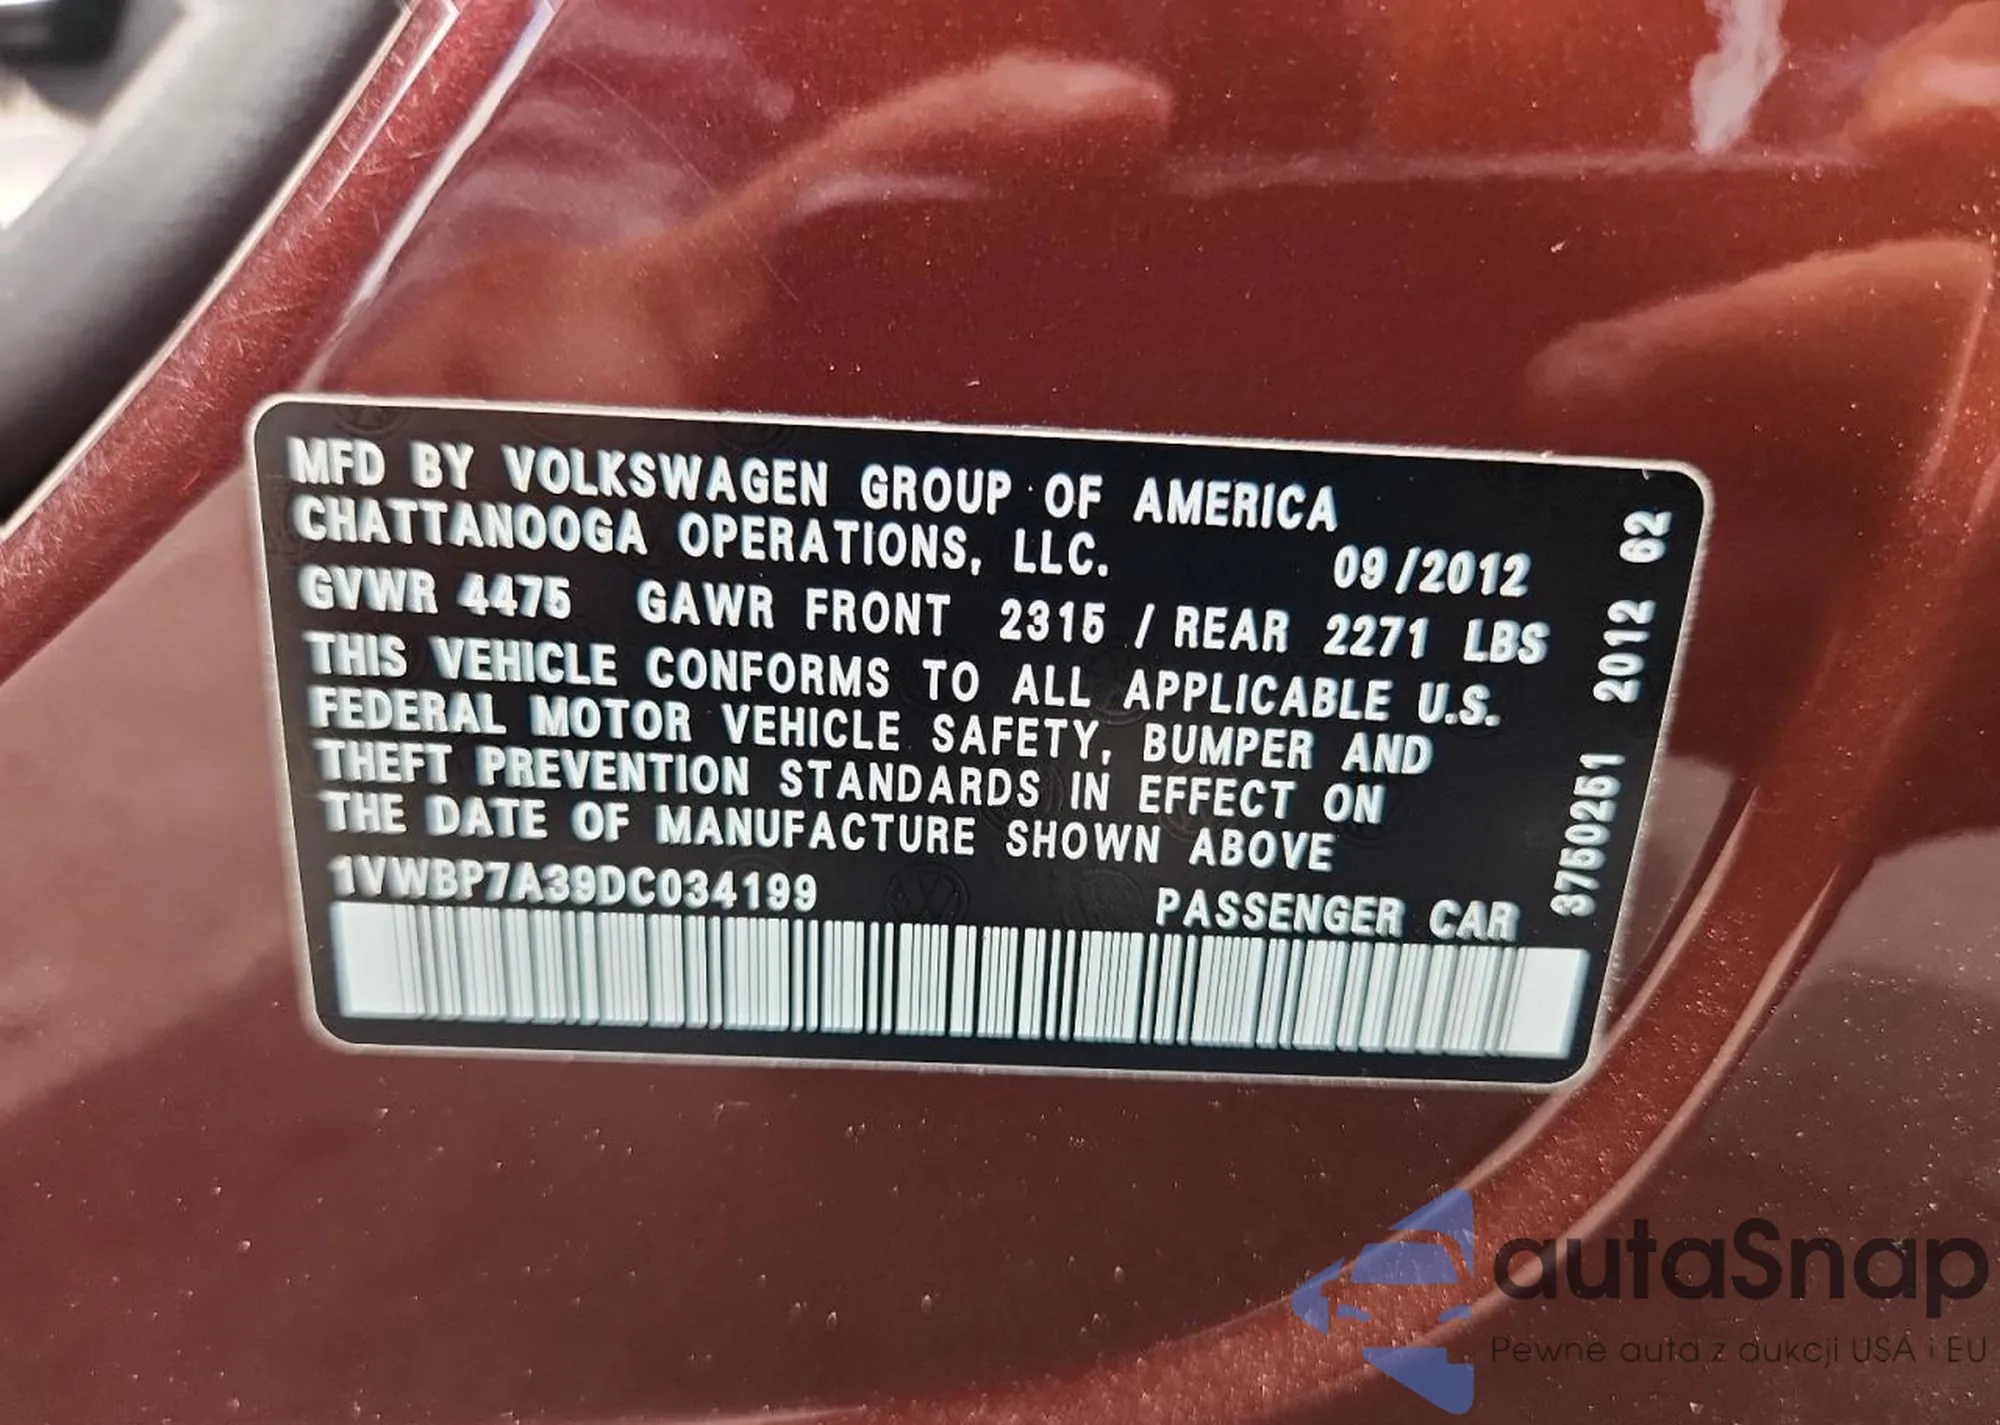 MFD BY VOLKSWAGEN GROUP OF AMERICA
CHATTANOOGA OPERATIONS, LLC.
09/2012
GVWR 4475 GAWR FRONT 2315 / REAR 2271 LBS
THIS VEHICLE CONFORMS TO ALL APPLICABLE U.S.
FEDERAL MOTOR VEHICLE SAFETY, BUMPER AND
THEFT PREVENTION STANDARDS IN EFFECT ON
THE DATE OF MANUFACTURE SHOWN ABOVE
1VWBP7A39DC034199
PASSENGER CAR
3750251 2012 62
autaSnap
Pewne auta z aukcji USA i EU